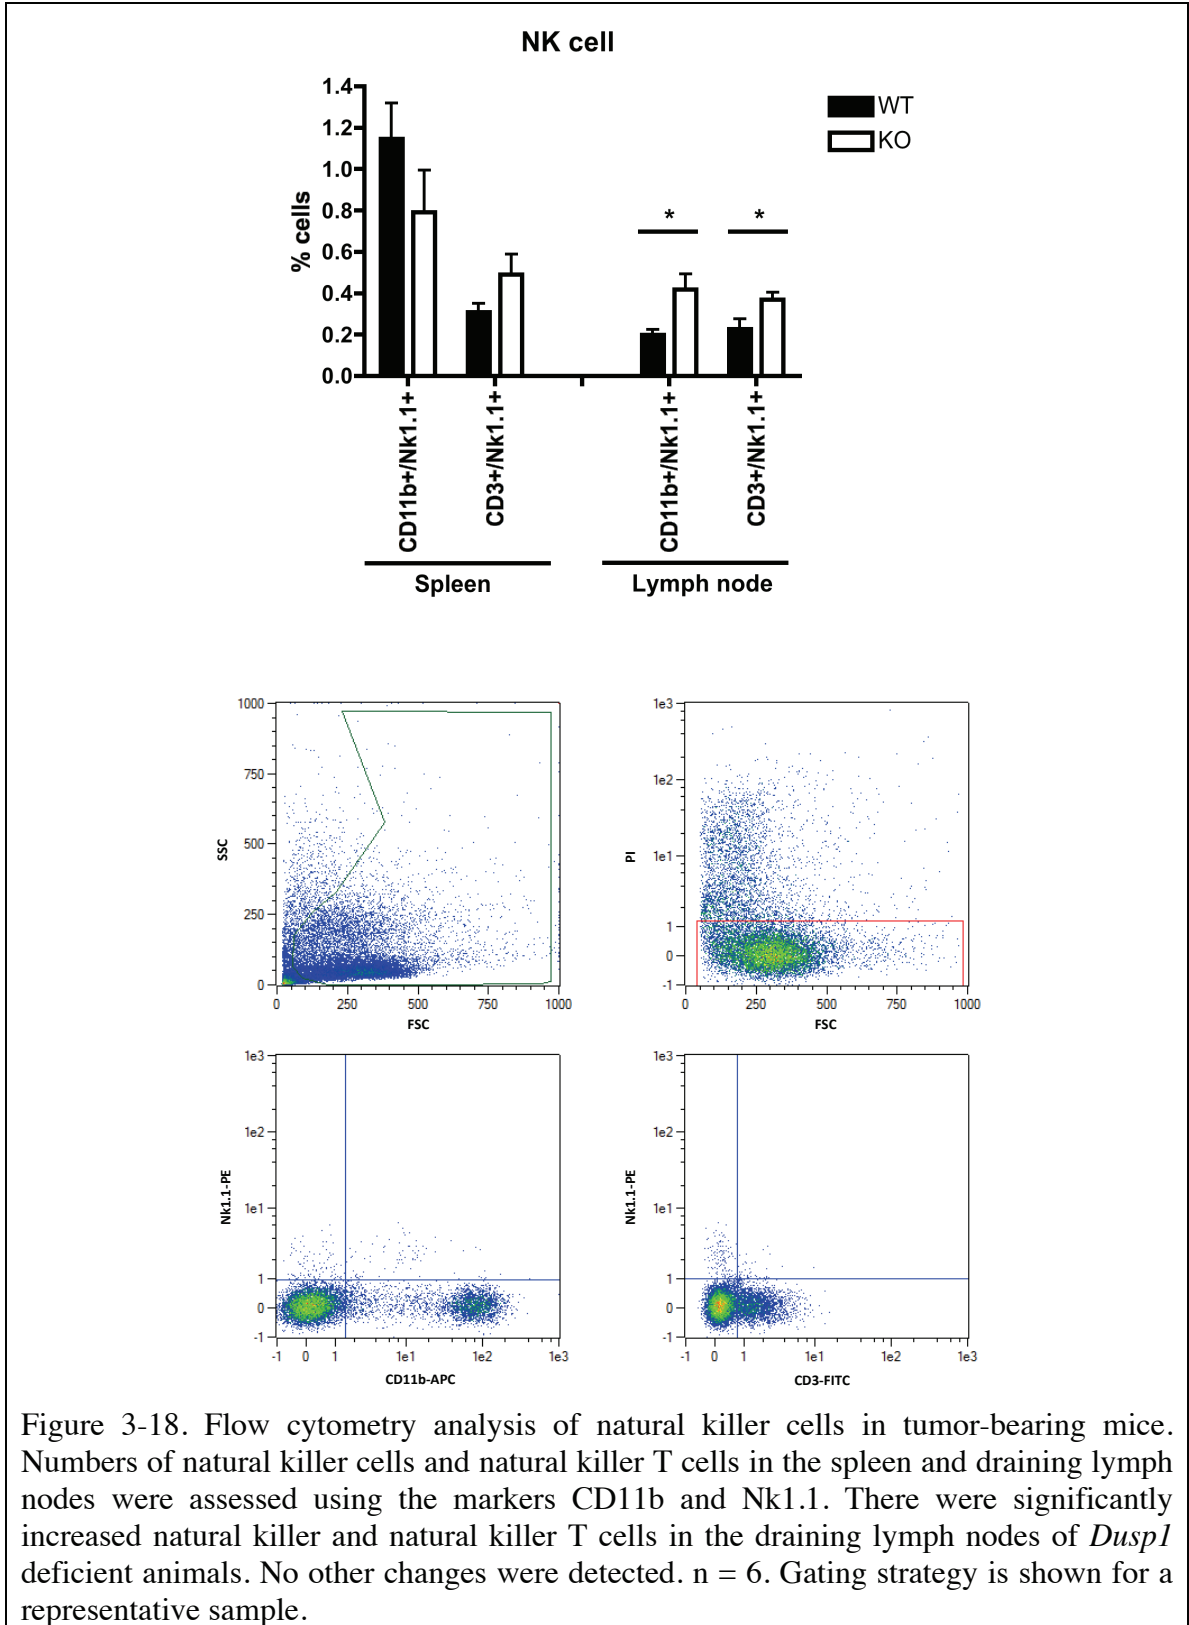 NK cell
1.4
1.2
1.0
0.8
0.6
0.4
0.2
0.0
% cells
WT
KO
*
*
CD11b+/Nk1.1+
CD3+/Nk1.1+
CD11b+/Nk1.1+
CD3+/Nk1.1+
Spleen
Lymph node
1000
750
500
250
0
SSC
0 250 500 750 1000
FSC
1e3
1e2
1e1
1
0
-1
PI
0 250 500 750 1000
FSC
1e3
1e2
1e1
1
0
-1
Nk1.1-PE
-1 0 1 1e1 1e2 1e3
CD11b-APC
1e3
1e2
1e1
1
0
-1
Nk1.1-PE
-1 0 1 1e1 1e2 1e3
CD3-FITC
Figure 3-18. Flow cytometry analysis of natural killer cells in tumor-bearing mice.
Numbers of natural killer cells and natural killer T cells in the spleen and draining lymph
nodes were assessed using the markers CD11b and Nk1.1. There were significantly
increased natural killer and natural killer T cells in the draining lymph nodes of Dusp1
deficient animals. No other changes were detected. n = 6. Gating strategy is shown for a
representative sample.